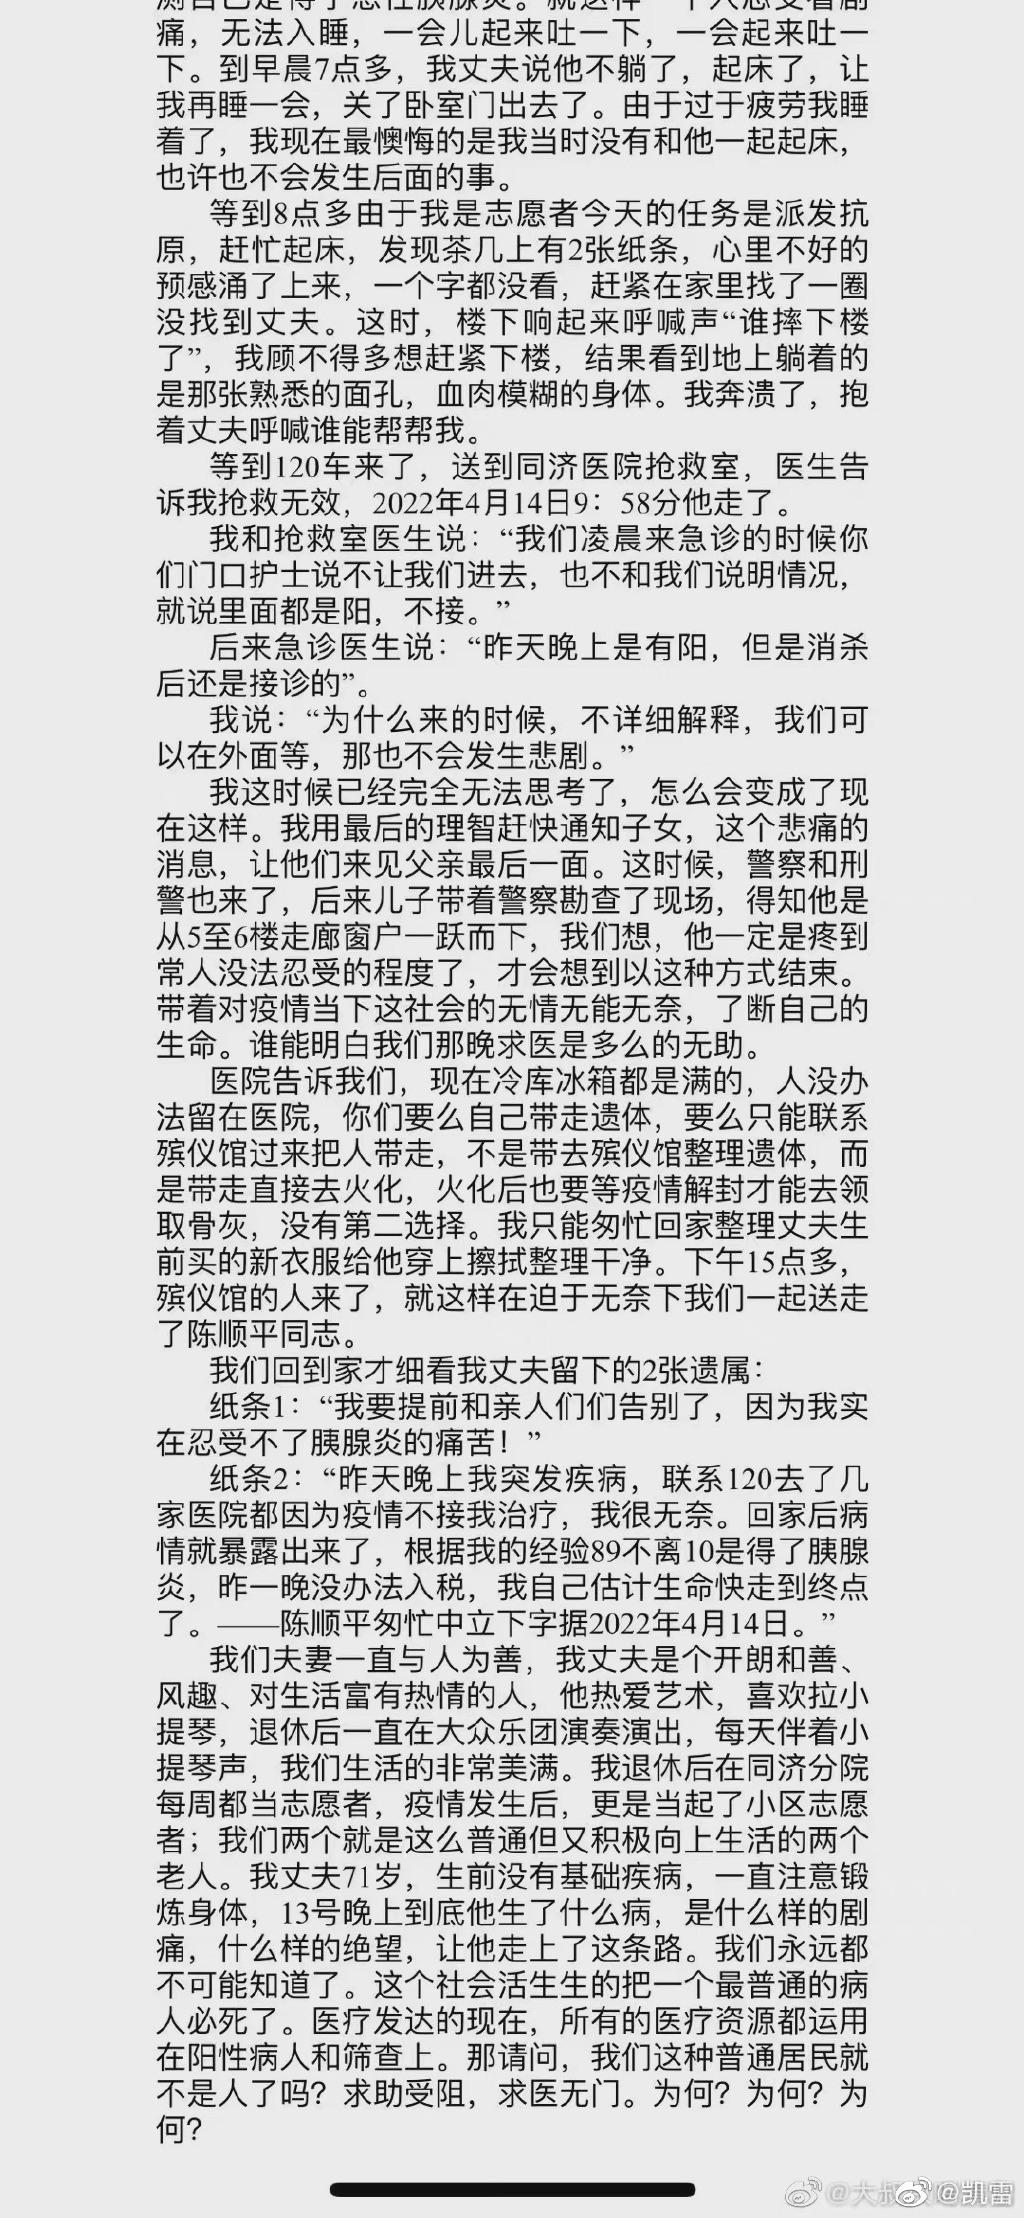 测自己是得了急性胰腺炎。就这样一个人忍受着剧
痛，无法入睡，一会儿起来吐一下，一会起来吐一
下。到早晨7点多，我丈夫说他不躺了，起床了，让
我再睡一会，关了卧室门出去了。由于过于疲劳我睡
着了，我现在最懊悔的是我当时没有和他一起起床，
也许也不会发生后面的事。
等到8点多由于我是志愿者今天的任务是派发抗
原，赶忙起床，发现茶几上有2张纸条，心里不好的
预感涌了上来，一个字都没看，赶紧在家里找了一圈
没找到丈夫。这时，楼下响起来呼喊声“谁摔下楼
了”，我顾不得多想赶紧下楼，结果看到地上躺着的
是那张熟悉的面孔，血肉模糊的身体。我奔溃了，抱
着丈夫呼喊谁能帮帮我。
等到120车来了，送到同济医院抢救室，医生告
诉我抢救无效，2022年4月14日9：58分他走了。
我和抢救室医生说：“我们凌晨来急诊的时候你
们门口护士说不让我们进去，也不和我们说明情况，
就说里面都是阳，不接。”
后来急诊医生说：“昨天晚上是有阳，但是消杀
后还是接诊的”。
我说：“为什么来的时候，不详细解释，我们可
以在外面等，那也不会发生悲剧。”
我这时候已经完全无法思考了，怎么会变成了现
在这样。我用最后的理智赶快通知子女，这个悲痛的
消息，让他们来见父亲最后一面。这时候，警察和刑
警也来了，后来儿子带着警察勘查了现场，得知他是
从5至6楼走廊窗户一跃而下，我们想，他一定是疼到
常人没法忍受的程度了，才会想到以这种方式结束。
带着对疫情当下这社会的无情无能无奈，了断自己的
生命。谁能明白我们那晚求医是多么的无助。
医院告诉我们，现在冷库冰箱都是满的，人没办
法留在医院，你们要么自己带走遗体，要么只能联系
殡仪馆过来把人带走，不是带去殡仪馆整理遗体，而
是带走直接去火化，火化后也要等疫情解封才能去领
取骨灰，没有第二选择。我只能匆忙回家整理丈夫生
前买的新衣服给他穿上擦拭整理干净。下午15点多，
殡仪馆的人来了，就这样在迫于无奈下我们一起送走
了陈顺平同志。
我们回到家才细看我丈夫留下的2张遗属：
纸条1：“我要提前和亲人们们告别了，因为我实
在忍受不了胰腺炎的痛苦！”
纸条2：“昨天晚上我突发疾病，联系120去了几
家医院都因为疫情不接我治疗，我很无奈。回家后病
情就暴露出来了，根据我的经验89不离10是得了胰腺
炎，昨一晚没办法入税，我自己估计生命快走到终点
了。——陈顺平匆忙中立下字据2022年4月14日。”
我们夫妻一直与人为善，我丈夫是个开朗和善、
风趣、对生活富有热情的人，他热爱艺术，喜欢拉小
提琴，退休后一直在大众乐团演奏演出，每天伴着小
提琴声，我们生活的非常美满。我退休后在同济分院
每周都当志愿者，疫情发生后，更是当起了小区志愿
者；我们两个就是这么普通但又积极向上生活的两个
老人。我丈夫71岁，生前没有基础疾病，一直注意锻
炼身体，13号晚上到底他生了什么病，是什么样的剧
痛，什么样的绝望，让他走上了这条路。我们永远都
不可能知道了。这个社会活生生的把一个最普通的病
人必死了。医疗发达的现在，所有的医疗资源都运用
在阳性病人和筛查上。那请问，我们这种普通居民就
不是人了吗？求助受阻，求医无门。为何？为何？为
何？
@大叔 @凯雷